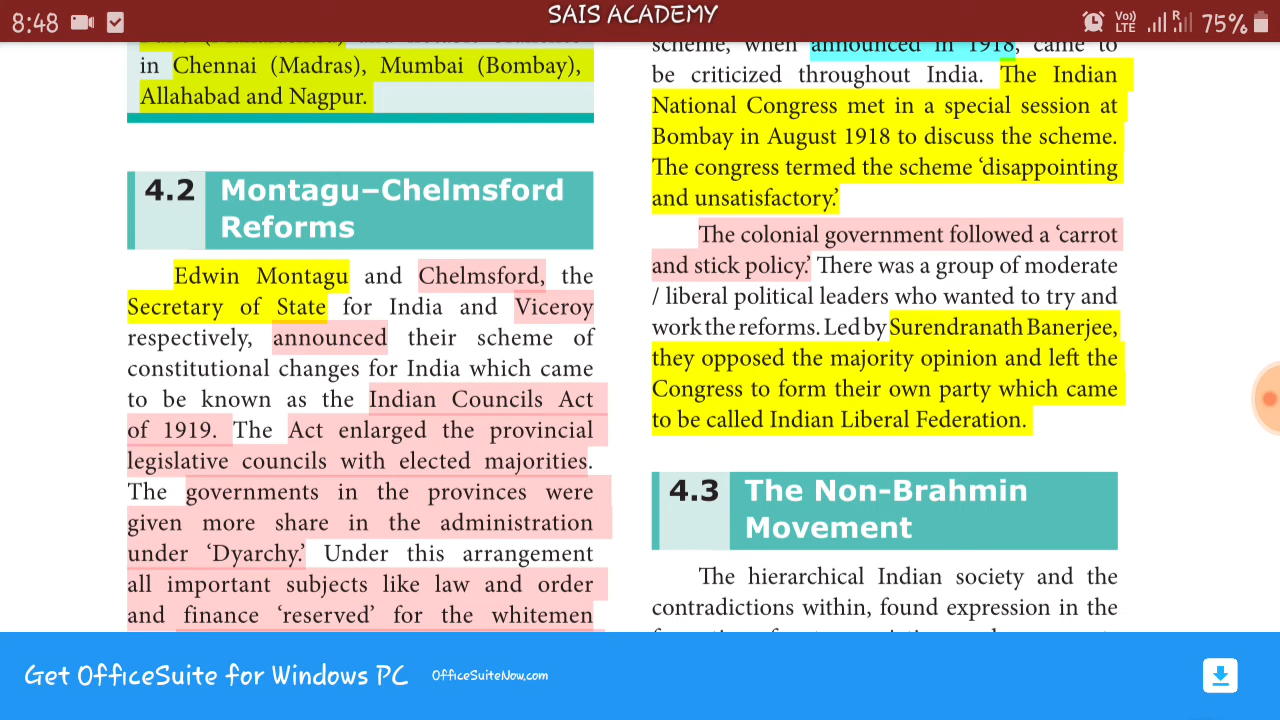 8:48
SAIS ACADEMY
Vo))
LTE
R
75%
in Chennai (Madras), Mumbai (Bombay),
Allahabad and Nagpur.
4.2 Montagu–Chelmsford
Reforms
Edwin Montagu and Chelmsford, the
Secretary of State for India and Viceroy
respectively, announced their scheme of
constitutional changes for India which came
to be known as the Indian Councils Act
of 1919. The Act enlarged the provincial
legislative councils with elected majorities.
The governments in the provinces were
given more share in the administration
under ‘Dyarchy.’ Under this arrangement
all important subjects like law and order
and finance ‘reserved’ for the whitemen
scheme, when announced in 1918, came to
be criticized throughout India. The Indian
National Congress met in a special session at
Bombay in August 1918 to discuss the scheme.
The congress termed the scheme ‘disappointing
and unsatisfactory.’
The colonial government followed a ‘carrot
and stick policy.’ There was a group of moderate
/ liberal political leaders who wanted to try and
work the reforms. Led by Surendranath Banerjee,
they opposed the majority opinion and left the
Congress to form their own party which came
to be called Indian Liberal Federation.
4.3 The Non-Brahmin
Movement
The hierarchical Indian society and the
contradictions within, found expression in the
Get OfficeSuite for Windows PC
OfficeSuiteNow.com